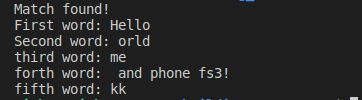 Match found!
First word: Hello
Second word: orld
third word: me
forth word:  and phone fs3!
fifth word: kk